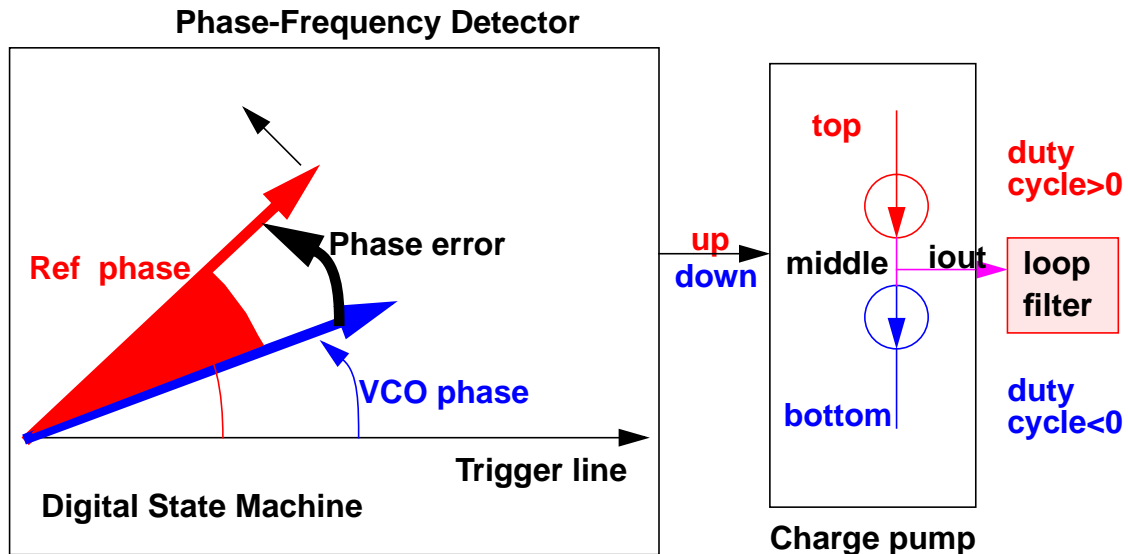 Phase-Frequency Detector
Ref phase
Phase error
VCO phase
Trigger line
Digital State Machine
up
down
top
middle
iout
bottom
Charge pump
duty
cycle>0
loop
filter
duty
cycle<0